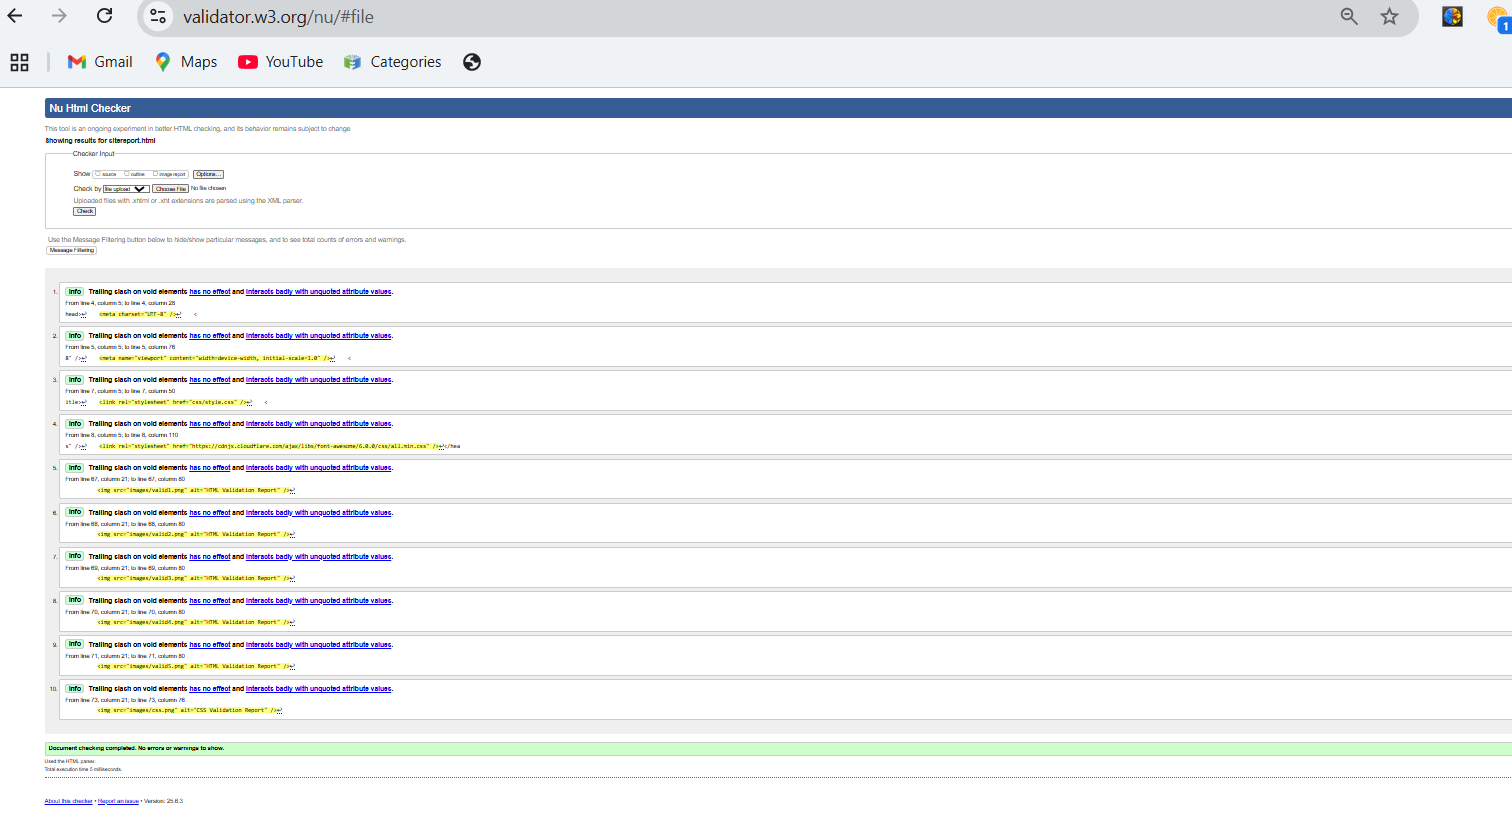 validator.w3.org/nu/#file
1
Gmail Maps YouTube Categories
Nu Html Checker
This tool is an ongoing experiment in better HTML checking, and its behavior remains subject to change
Showing results for sitereport.html
Checker Input
Show source outline image report Options...
Check by file upload Choose File No file chosen
Uploaded files with .xhtml or .xht extensions are parsed using the XML parser.
Check
Use the Message Filtering button below to hide/show particular messages, and to see total counts of errors and warnings.
Message Filtering
1. Info Trailing slash on void elements has no effect and interacts badly with unquoted attribute values.
From line 4, column 5; to line 4, column 28
head>↩ <meta charset="UTF-8" />↩ <
2. Info Trailing slash on void elements has no effect and interacts badly with unquoted attribute values.
From line 5, column 5; to line 5, column 76
8" />↩ <meta name="viewport" content="width=device-width, initial-scale=1.0" />↩ <
3. Info Trailing slash on void elements has no effect and interacts badly with unquoted attribute values.
From line 7, column 5; to line 7, column 50
itle>↩ <link rel="stylesheet" href="css/style.css" />↩ <
4. Info Trailing slash on void elements has no effect and interacts badly with unquoted attribute values.
From line 8, column 5; to line 8, column 110
s" />↩ <link rel="stylesheet" href="https://cdnjs.cloudflare.com/ajax/libs/font-awesome/6.0.0/css/all.min.css" />↩</hea
5. Info Trailing slash on void elements has no effect and interacts badly with unquoted attribute values.
From line 67, column 21; to line 67, column 80
<img src="images/valid1.png" alt="HTML Validation Report" />↩
6. Info Trailing slash on void elements has no effect and interacts badly with unquoted attribute values.
From line 68, column 21; to line 68, column 80
<img src="images/valid2.png" alt="HTML Validation Report" />↩
7. Info Trailing slash on void elements has no effect and interacts badly with unquoted attribute values.
From line 69, column 21; to line 69, column 80
<img src="images/valid3.png" alt="HTML Validation Report" />↩
8. Info Trailing slash on void elements has no effect and interacts badly with unquoted attribute values.
From line 70, column 21; to line 70, column 80
<img src="images/valid4.png" alt="HTML Validation Report" />↩
9. Info Trailing slash on void elements has no effect and interacts badly with unquoted attribute values.
From line 71, column 21; to line 71, column 80
<img src="images/valid5.png" alt="HTML Validation Report" />↩
10. Info Trailing slash on void elements has no effect and interacts badly with unquoted attribute values.
From line 73, column 21; to line 73, column 76
<img src="images/css.png" alt="CSS Validation Report" />↩
Document checking completed. No errors or warnings to show.
Used the HTML parser.
Total execution time 5 milliseconds.
About this checker • Report an issue • Version: 25.6.3